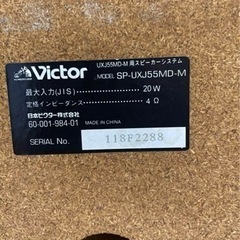 Victor
UXJ55MD-M 用スピーカーシステム
MODEL SP-UXJ55MD-M
最大入力(JIS) 20W
定格インピーダンス 4Ω
日本ビクター株式会社
60-001-984-01 MADE IN CHINA
SERIAL No. 118F2288